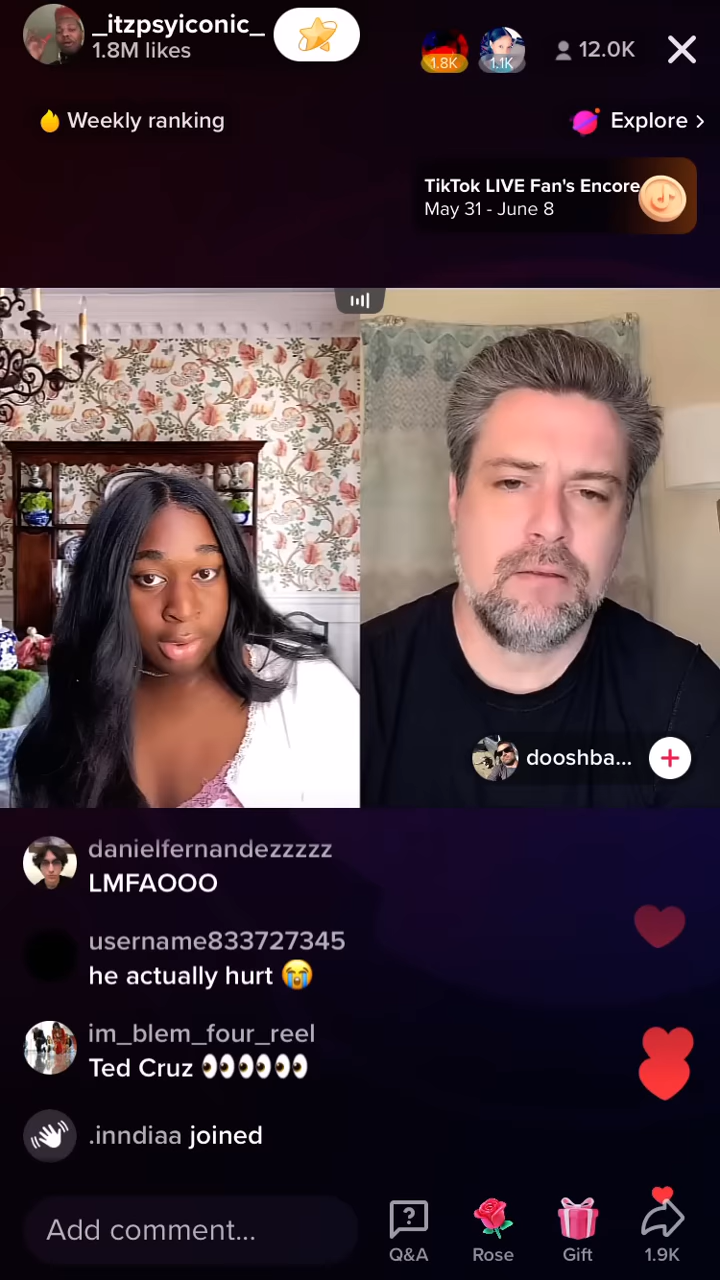 _itzpsyiconic_
1.8M likes
1.8K
1.1K
12.0K
Weekly ranking
Explore >
TikTok LIVE Fan's Encore
May 31 - June 8
dooshba...
danielfernandezzzzz
LMFAOOO
username833727345
he actually hurt 😭
im_blem_four_reel
Ted Cruz 👀👀👀👀👀👀
.inndiaa joined
Add comment...
Q&A
Rose
Gift
1.9K